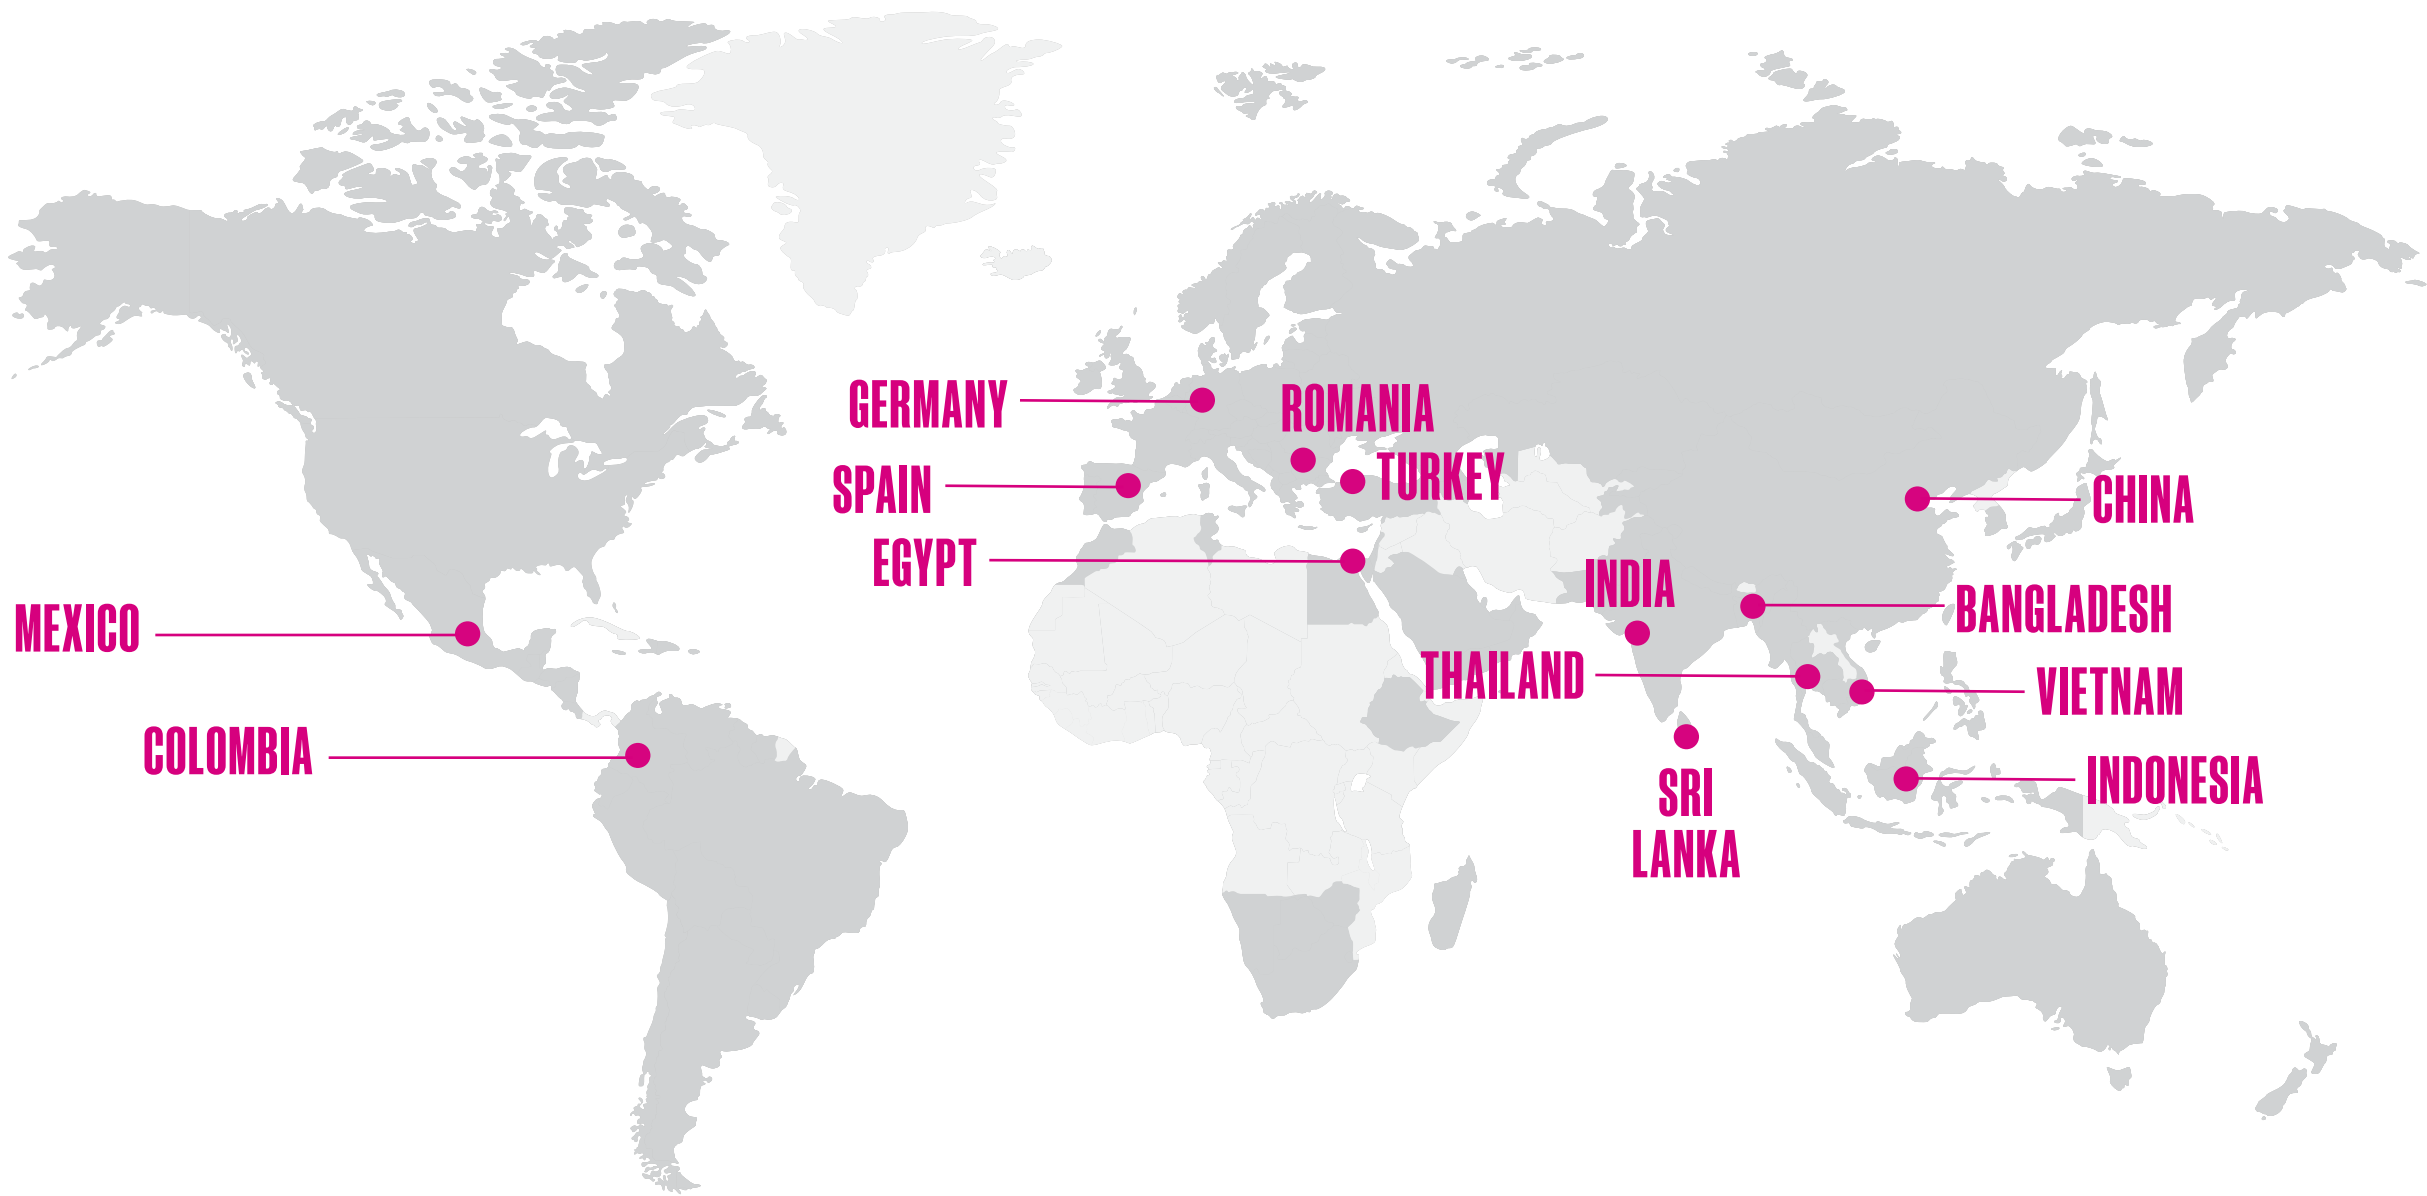 GERMANY
ROMANIA
TURKEY
SPAIN
CHINA
EGYPT
INDIA
BANGLADESH
MEXICO
THAILAND
VIETNAM
COLOMBIA
INDONESIA
SRI
LANKA